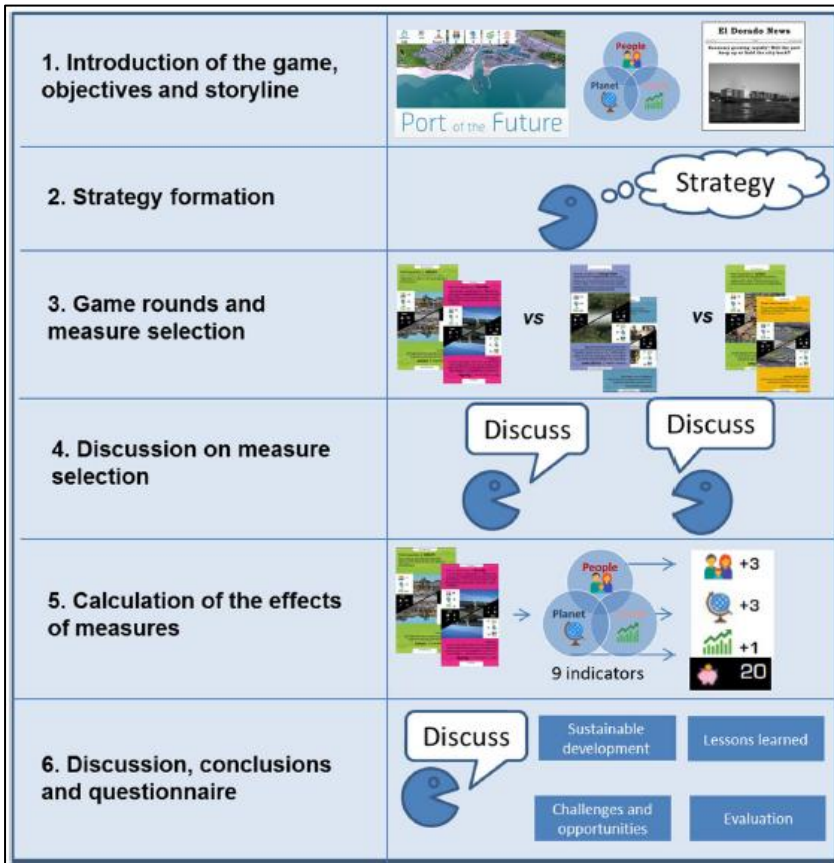 1. Introduction of the game,
objectives and storyline
Port of the Future
People
Planet
El Dorado News
2. Strategy formation
Strategy
3. Game rounds and
measure selection
vs
vs
4. Discussion on measure
selection
Discuss
Discuss
5. Calculation of the effects
of measures
People
Planet
9 indicators
+3
+3
+1
20
6. Discussion, conclusions
and questionnaire
Discuss
Sustainable
development
Lessons learned
Challenges and
opportunities
Evaluation